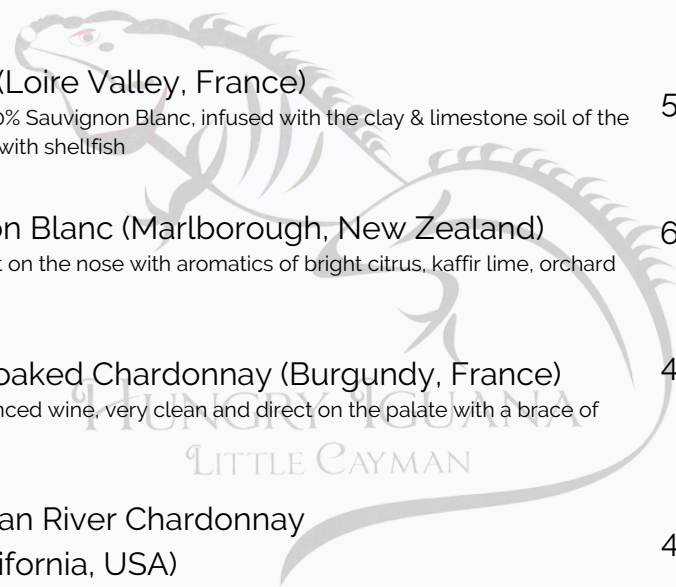 (Loire Valley, France)
5
0% Sauvignon Blanc, infused with the clay & limestone soil of the
with shellfish
on Blanc (Marlborough, New Zealand)
6
t on the nose with aromatics of bright citrus, kaffir lime, orchard
oaked Chardonnay (Burgundy, France)
4
nced wine, very clean and direct on the palate with a brace of
HUNGRY IGUANA
LITTLE CAYMAN
an River Chardonnay
ifornia, USA)
4